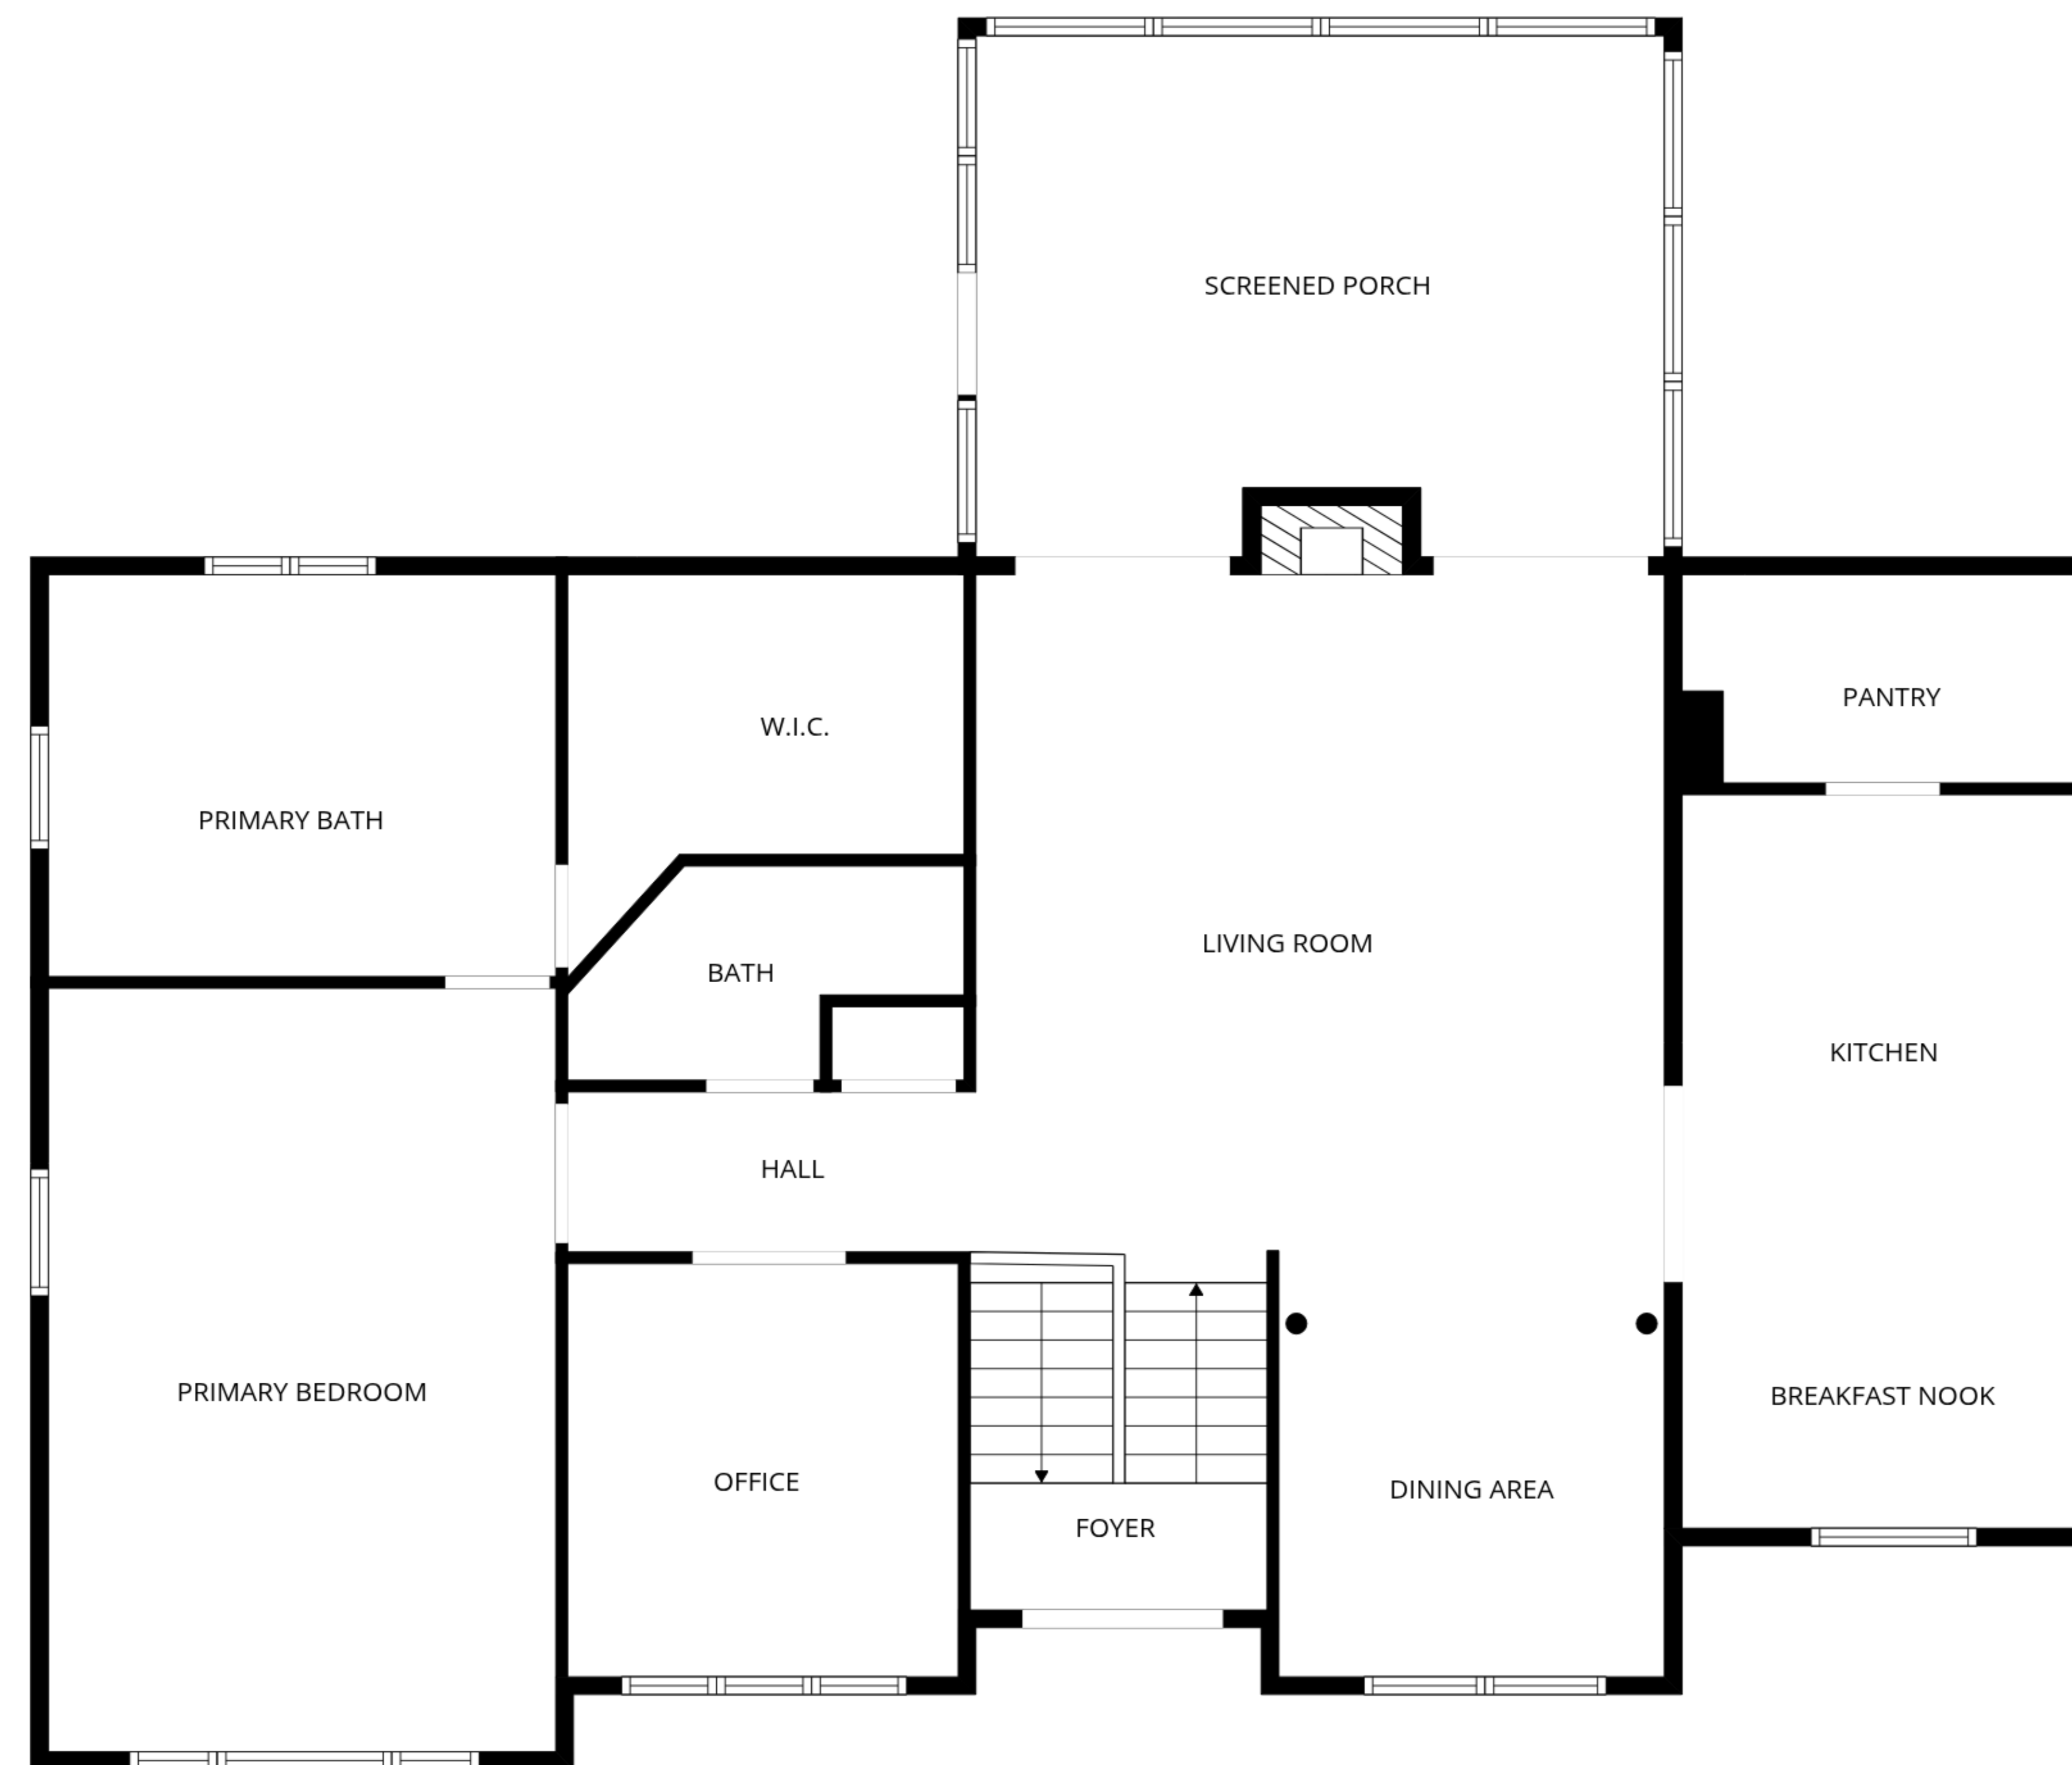 SCREENED PORCH
PANTRY
W.I.C.
PRIMARY BATH
LIVING ROOM
BATH
KITCHEN
HALL
PRIMARY BEDROOM
BREAKFAST NOOK
OFFICE
DINING AREA
FOYER